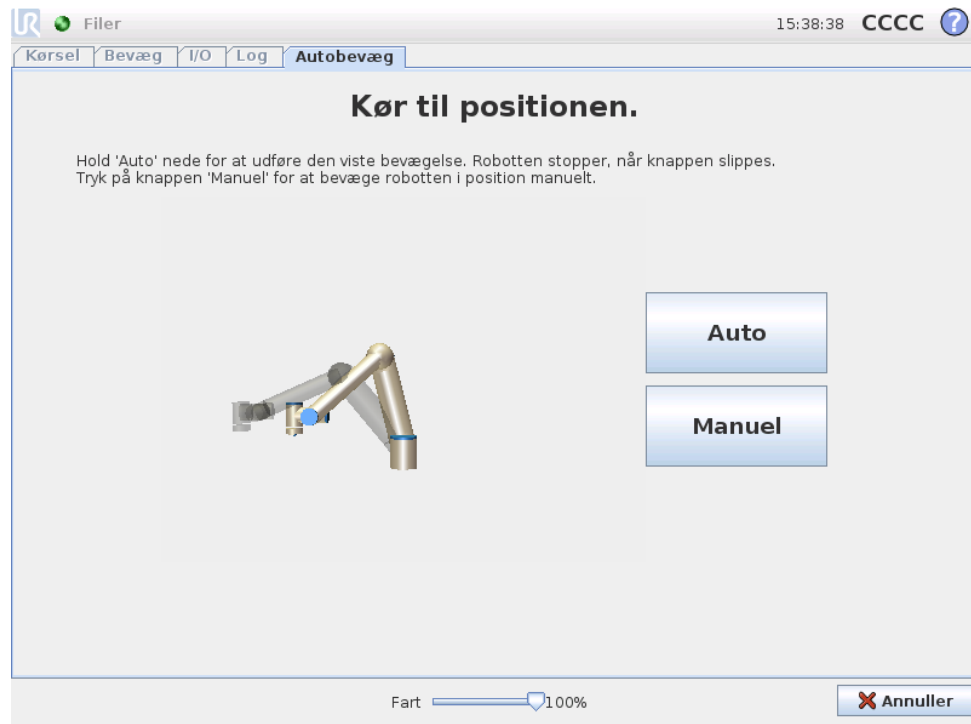 UR Filer 15:38:38 CCCC ?
Kørsel Bevæg I/O Log Autobevæg
Kør til positionen.
Hold 'Auto' nede for at udføre den viste bevægelse. Robotten stopper, når knappen slippes.
Tryk på knappen 'Manuel' for at bevæge robotten i position manuelt.
Auto
Manuel
Fart 100% Annuller